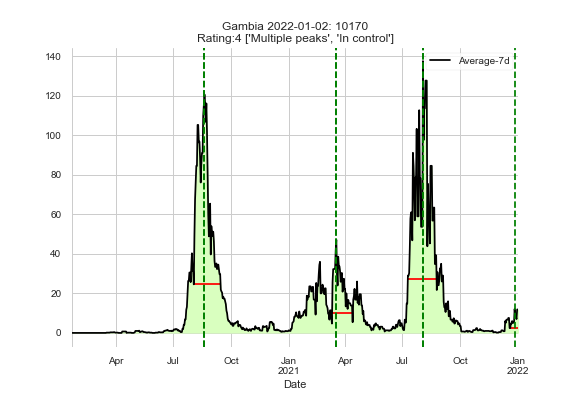 Gambia 2022-01-02: 10170
Rating:4 ['Multiple peaks', 'In control']
Average-7d
140
120
100
80
60
40
20
0
Apr
Jul
Oct
Jan
2021
Apr
Jul
Oct
Jan
2022
Date